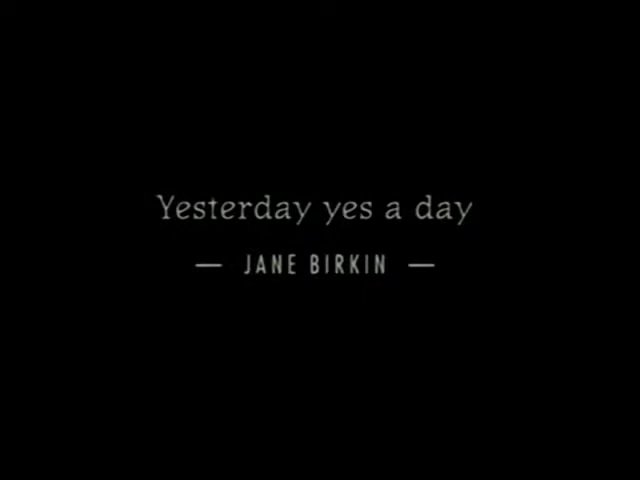 Yesterday yes a day
— JANE BIRKIN —